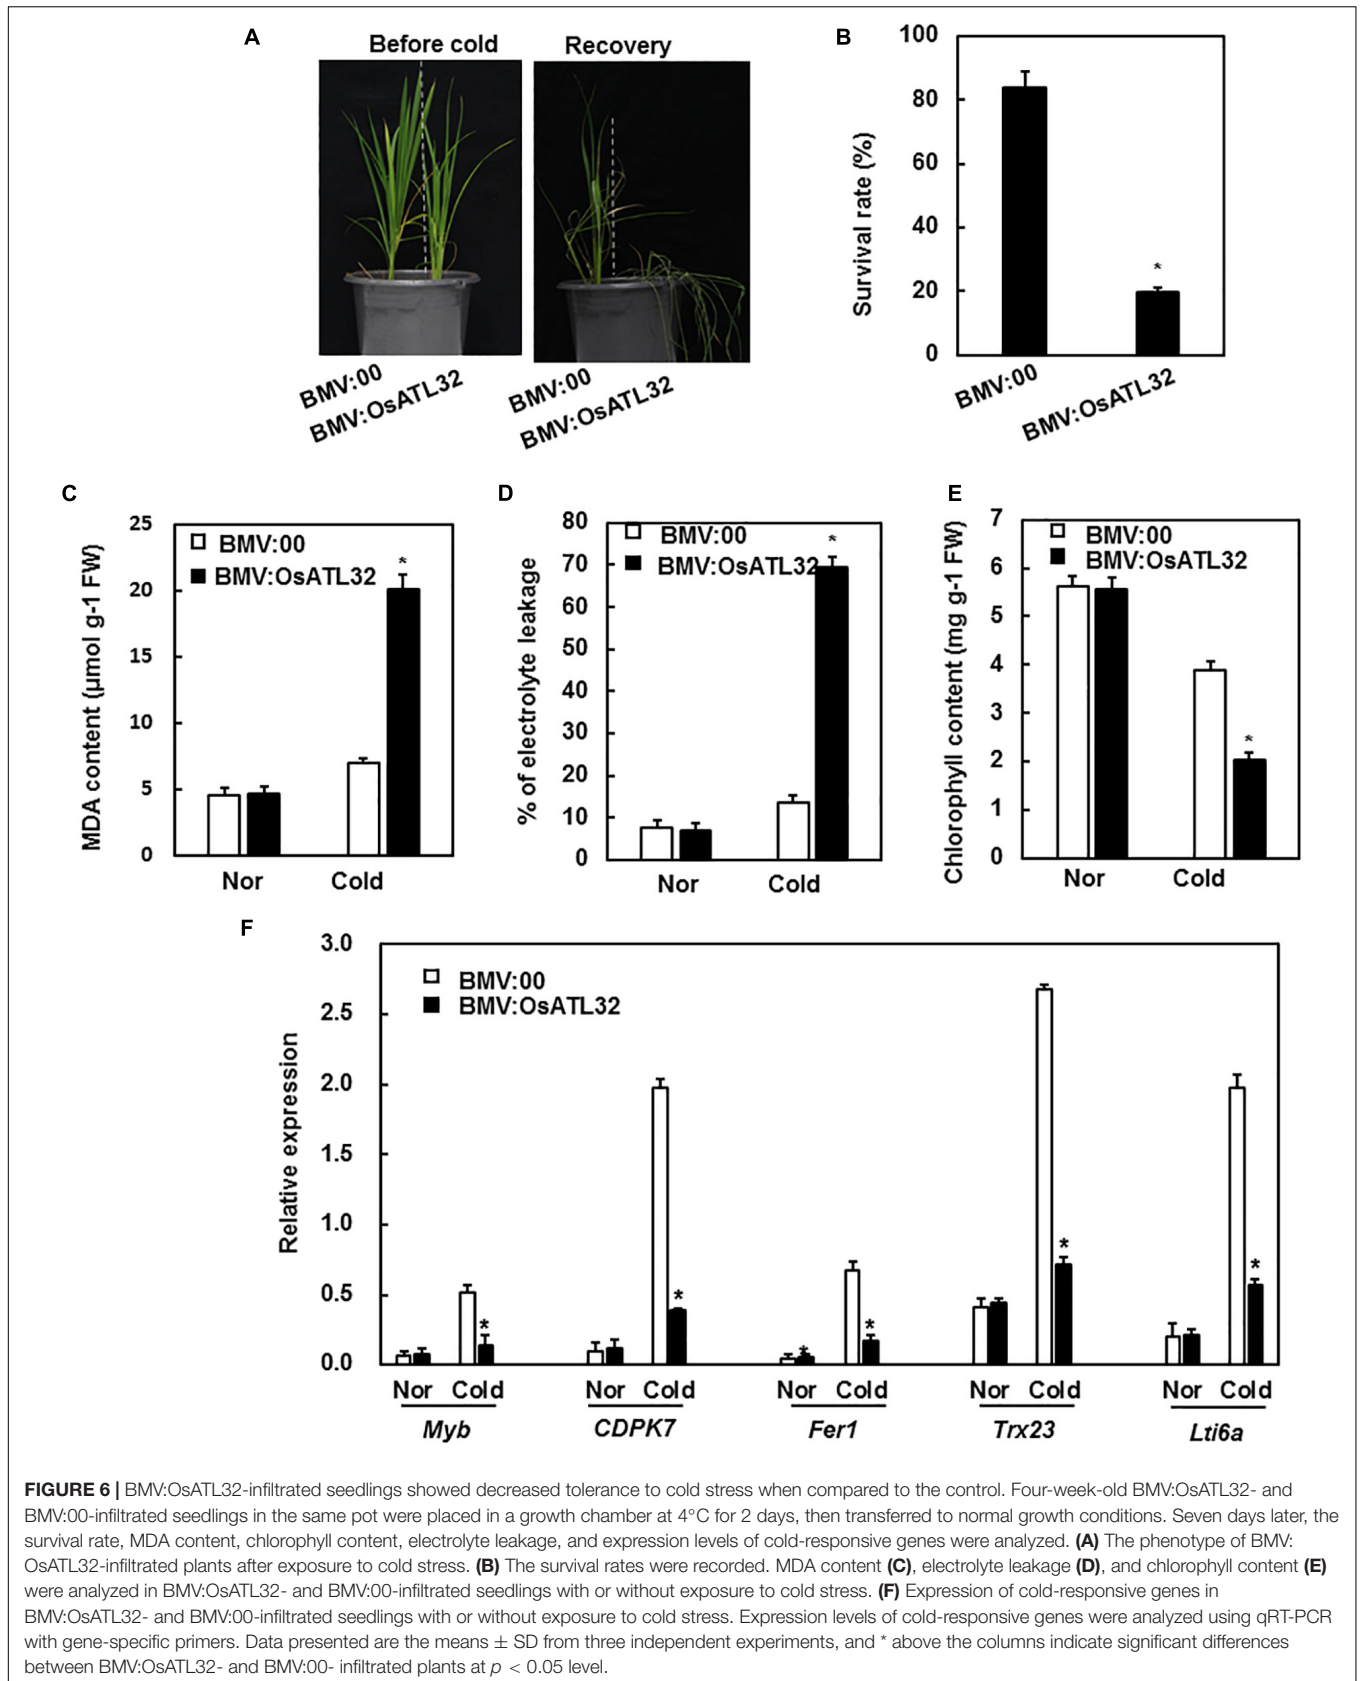 A
Before cold
Recovery
BMV:00
BMV:OsATL32
BMV:00
BMV:OsATL32
B
Survival rate (%)
100
80
60
40
20
0
*
BMV:00
BMV:OsATL32
C
MDA content (µmol g-1 FW)
25
20
15
10
5
0
BMV:00
BMV:OsATL32
*
Nor
Cold
D
% of electrolyte leakage
80
70
60
50
40
30
20
10
0
BMV:00
BMV:OsATL32
*
Nor
Cold
E
Chlorophyll content (mg g-1 FW)
7
6
5
4
3
2
1
0
BMV:00
BMV:OsATL32
*
Nor
Cold
F
Relative expression
3.0
2.5
2.0
1.5
1.0
0.5
0.0
BMV:00
BMV:OsATL32
*
*
*
*
*
*
Nor Cold Nor Cold Nor Cold Nor Cold Nor Cold
Myb CDPK7 Fer1 Trx23 Lti6a
FIGURE 6 | BMV:OsATL32-infiltrated seedlings showed decreased tolerance to cold stress when compared to the control. Four-week-old BMV:OsATL32- and
BMV:00-infiltrated seedlings in the same pot were placed in a growth chamber at 4°C for 2 days, then transferred to normal growth conditions. Seven days later, the
survival rate, MDA content, chlorophyll content, electrolyte leakage, and expression levels of cold-responsive genes were analyzed. (A) The phenotype of BMV:
OsATL32-infiltrated plants after exposure to cold stress. (B) The survival rates were recorded. MDA content (C), electrolyte leakage (D), and chlorophyll content (E)
were analyzed in BMV:OsATL32- and BMV:00-infiltrated seedlings with or without exposure to cold stress. (F) Expression of cold-responsive genes in
BMV:OsATL32- and BMV:00-infiltrated seedlings with or without exposure to cold stress. Expression levels of cold-responsive genes were analyzed using qRT-PCR
with gene-specific primers. Data presented are the means ± SD from three independent experiments, and * above the columns indicate significant differences
between BMV:OsATL32- and BMV:00- infiltrated plants at p < 0.05 level.